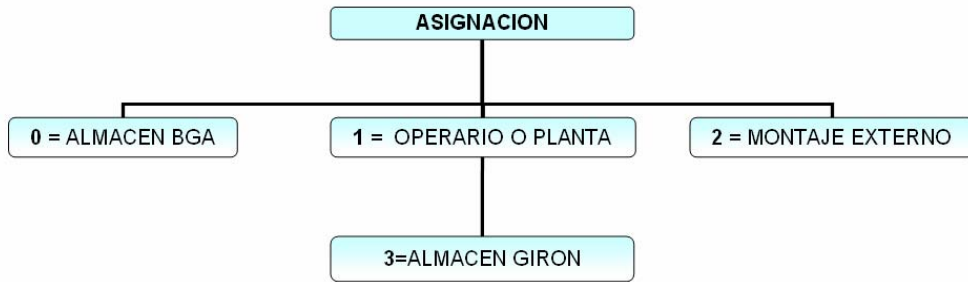 ASIGNACION
0 = ALMACEN BGA
1 = OPERARIO O PLANTA
2 = MONTAJE EXTERNO
3=ALMACEN GIRON